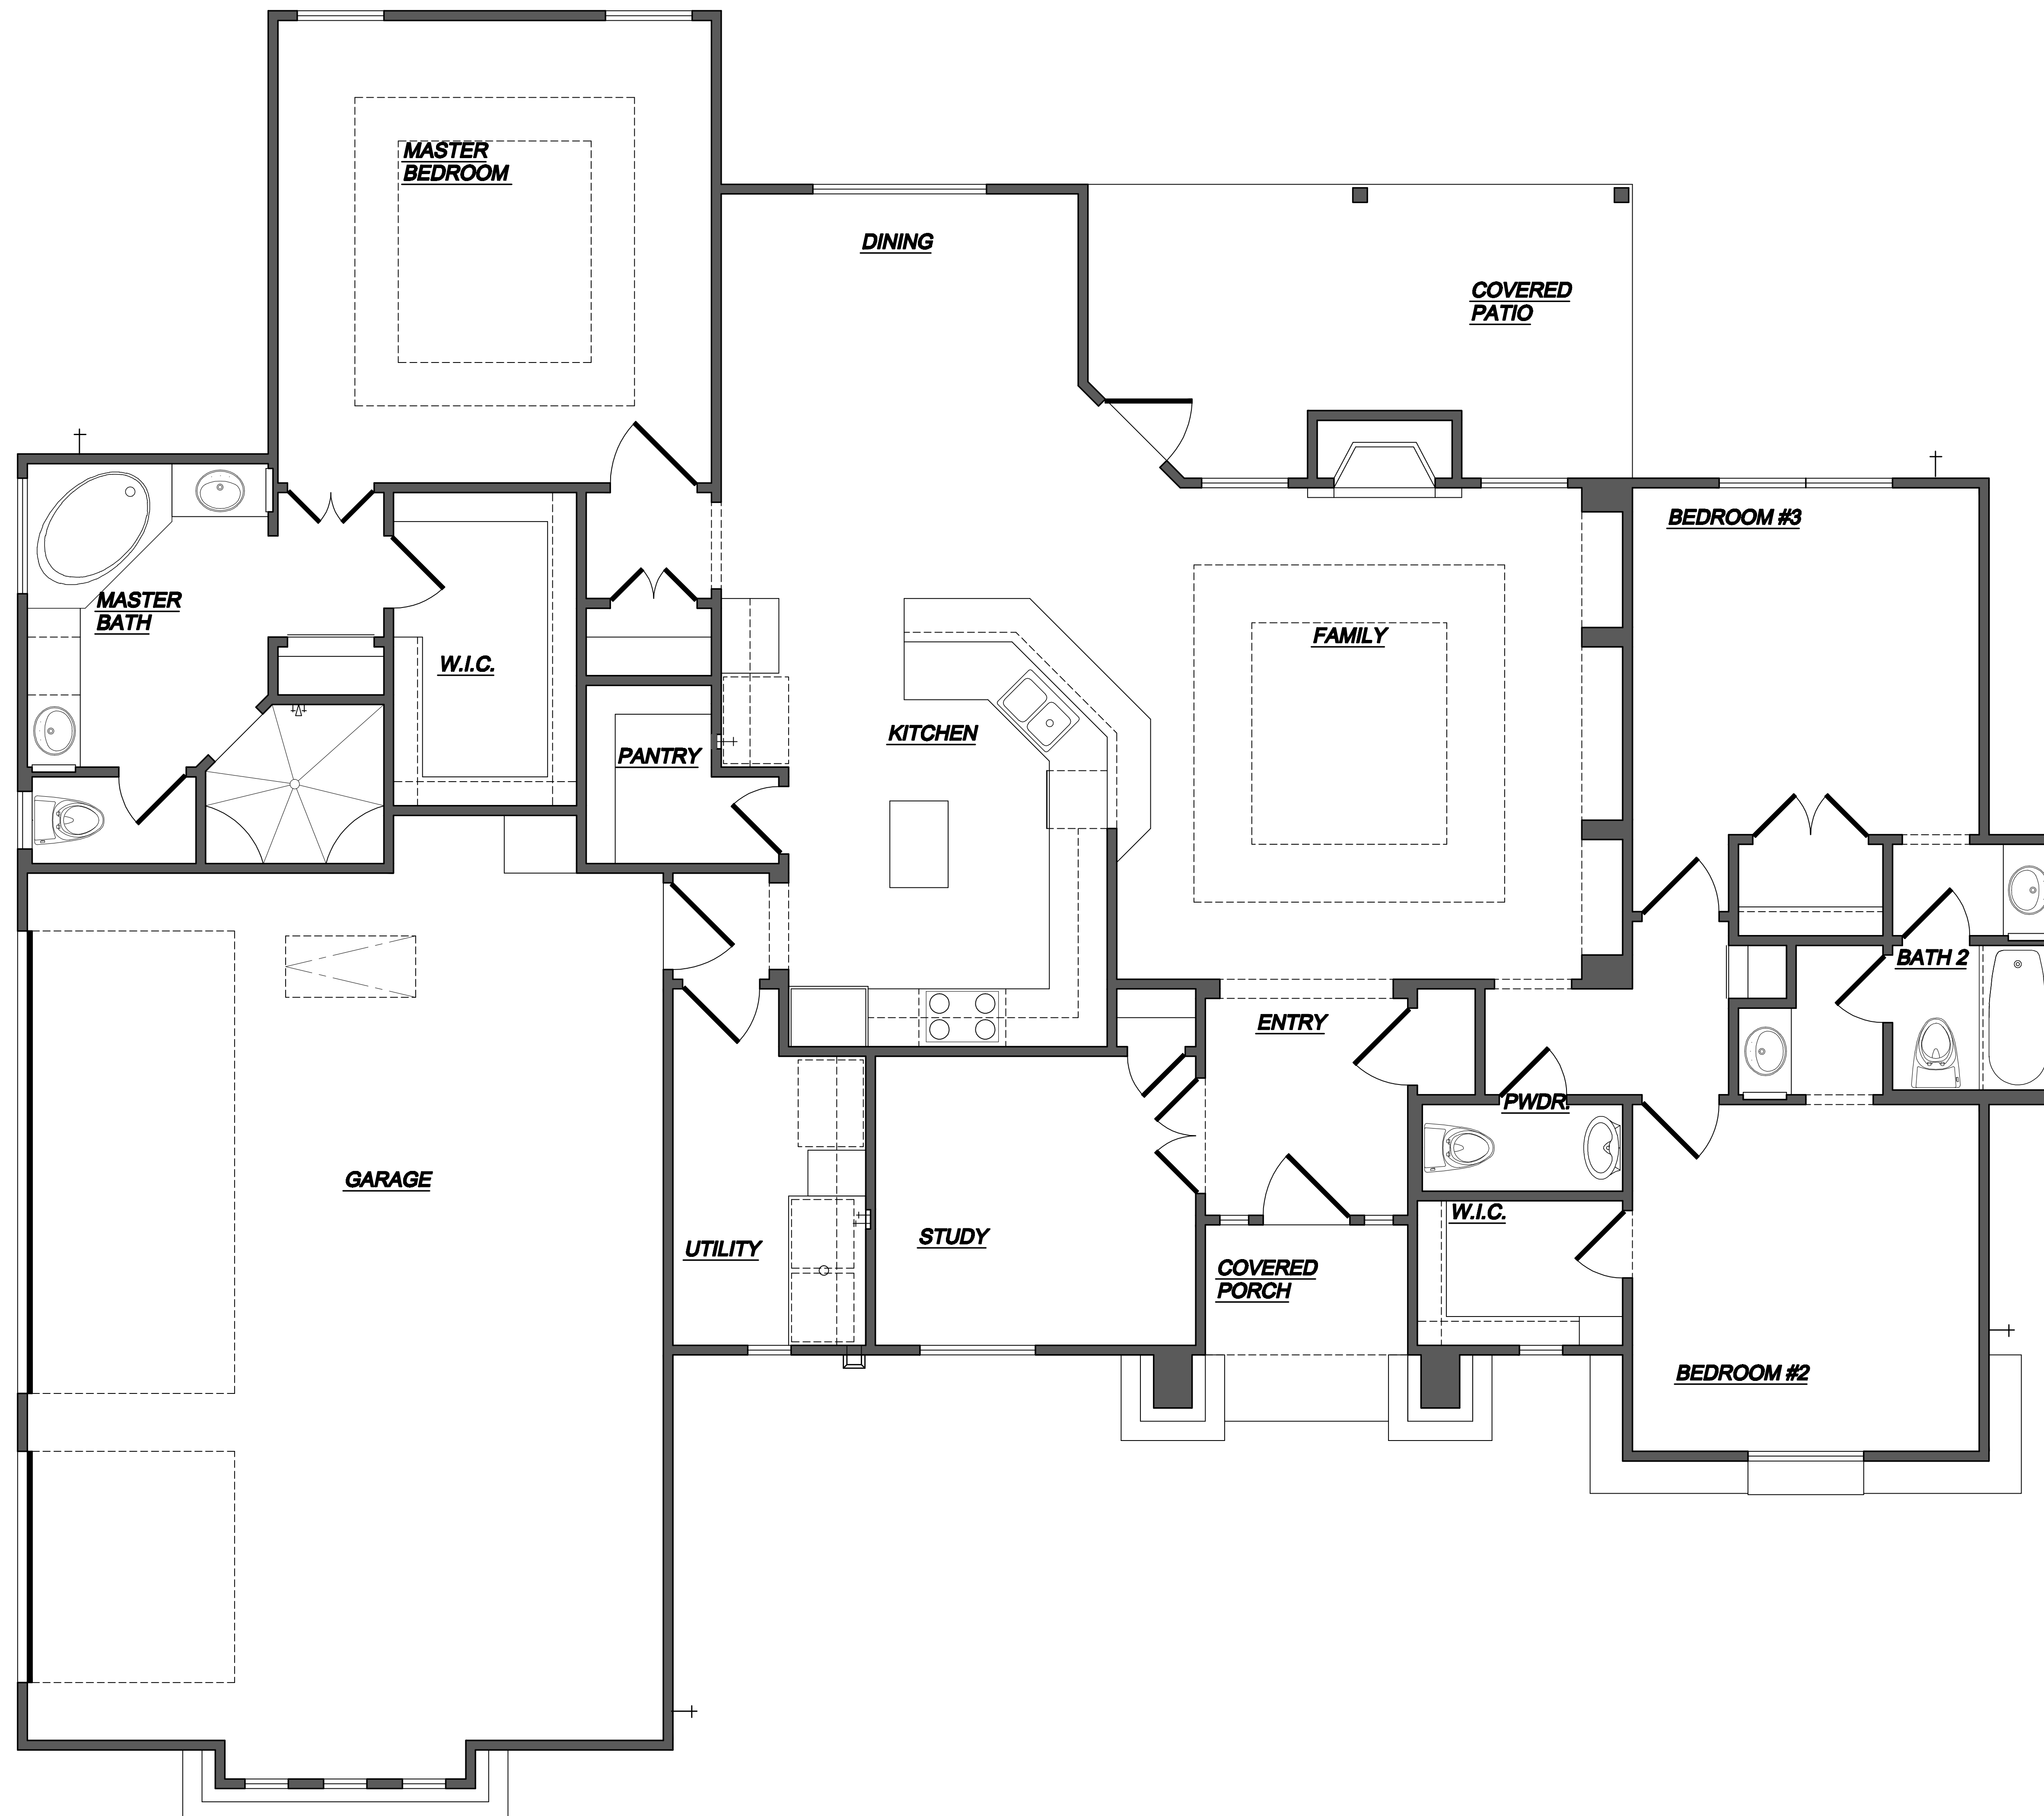 MASTER
BEDROOM
DINING
COVERED
PATIO
BEDROOM #3
MASTER
BATH
FAMILY
W.I.C.
KITCHEN
PANTRY
BATH 2
ENTRY
PWDR.
GARAGE
W.I.C.
STUDY
UTILITY
COVERED
PORCH
BEDROOM #2